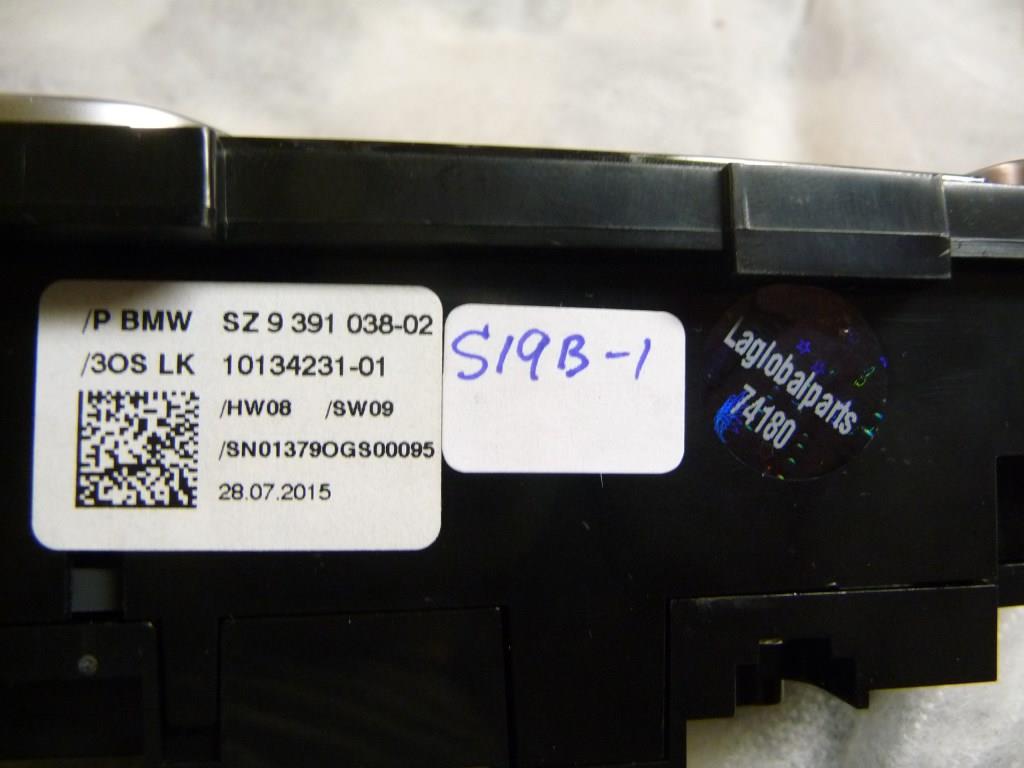 /P BMW SZ 9 391 038-02
/3OS LK 10134231-01
/HW08 /SW09
/SN01379OGS00095
28.07.2015
S19B-1
Laglobalparts
74180